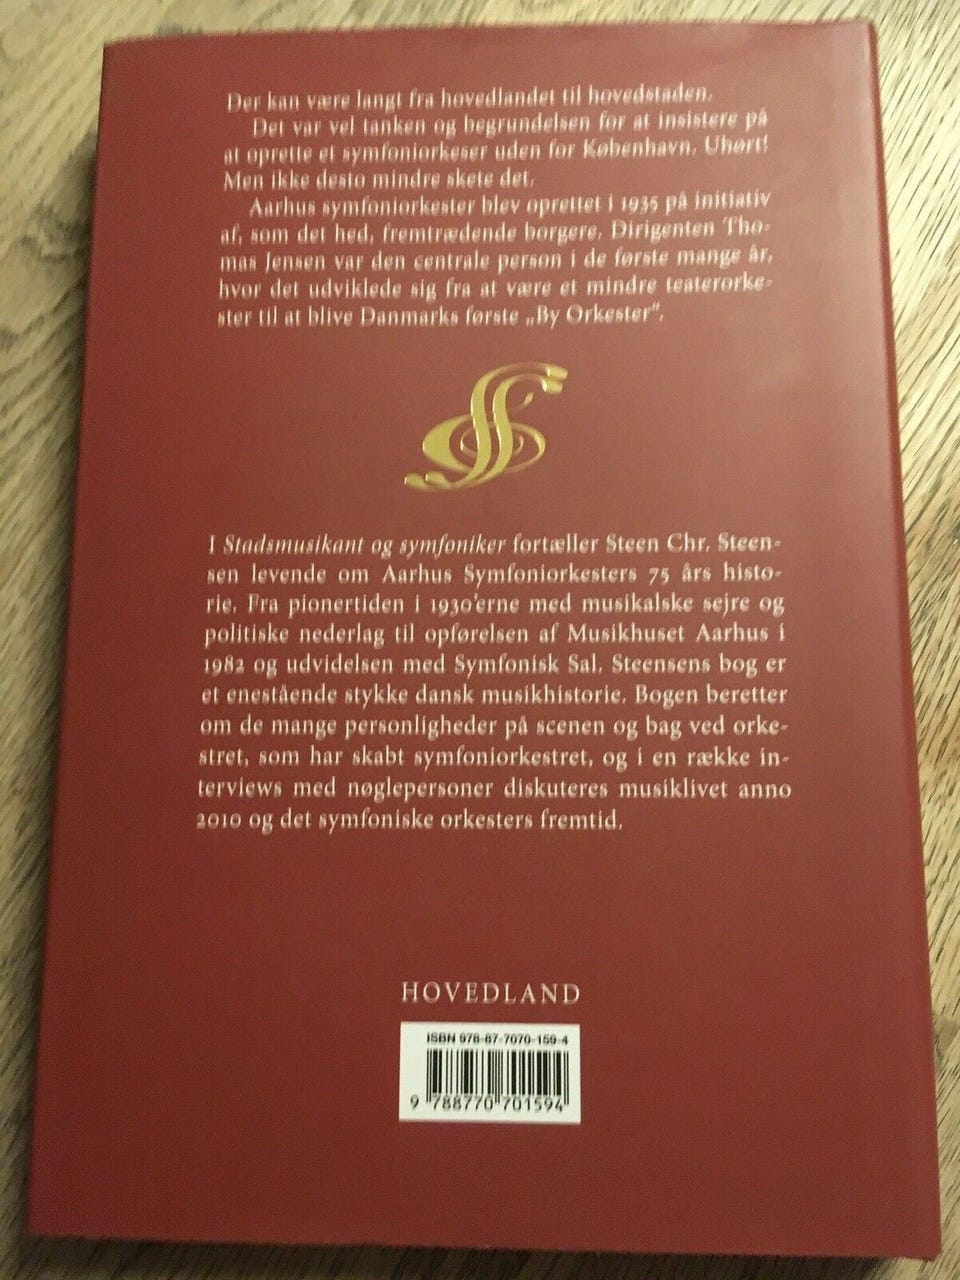 Der kan være langt fra hovedlandet til hovedstaden.
Det var vel tanken og begrundelsen for at insistere på
at oprette et symfoniorkeser uden for København. Uhørt!
Men ikke desto mindre skete det.
Aarhus symfoniorkester blev oprettet i 1935 på initiativ
af, som det hed, fremtrædende borgere. Dirigenten Tho-
mas Jensen var den centrale person i de første mange år,
hvor det udviklede sig fra at være et mindre teaterorke-
ster til at blive Danmarks første „By Orkester“.
I Stadsmusikant og symfoniker fortæller Steen Chr. Steen-
sen levende om Aarhus Symfoniorkesters 75 års histo-
rie. Fra pionertiden i 1930'erne med musikalske sejre og
politiske nederlag til opførelsen af Musikhuset Aarhus i
1982 og udvidelsen med Symfonisk Sal. Steensens bog er
et enestående stykke dansk musikhistorie. Bogen beretter
om de mange personligheder på scenen og bag ved orke-
stret, som har skabt symfoniorkestret, og i en række in-
terviews med nøglepersoner diskuteres musiklivet anno
2010 og det symfoniske orkesters fremtid.
HOVEDLAND
ISBN 978-87-7070-159-4
9 788770 701594